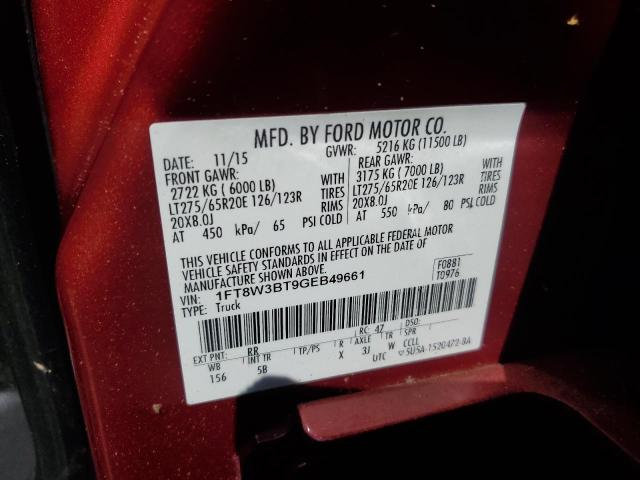 MFD. BY FORD MOTOR CO.
DATE: 11/15 GVWR: 5216 KG (11500 LB)
FRONT GAWR: REAR GAWR:
2722 KG ( 6000 LB) WITH 3175 KG ( 7000 LB) WITH
LT275/65R20E 126/123R TIRES LT275/65R20E 126/123R TIRES
20X8.0J RIMS 20X8.0J RIMS
AT 450 kPa/ 65 PSI COLD AT 550 kPa/ 80 PSI COLD
THIS VEHICLE CONFORMS TO ALL APPLICABLE FEDERAL MOTOR
VEHICLE SAFETY STANDARDS IN EFFECT ON THE DATE OF
MANUFACTURE SHOWN ABOVE.
VIN: 1FT8W3BT9GEB49661 F0881
TYPE: Truck T0976
RC: 47 DSO:
EXT PNT: RR R AXLE TR SPR
WB INT TR TP/PS X 3J W CCLL
156 5B UTC 5U5A-1520472-BA